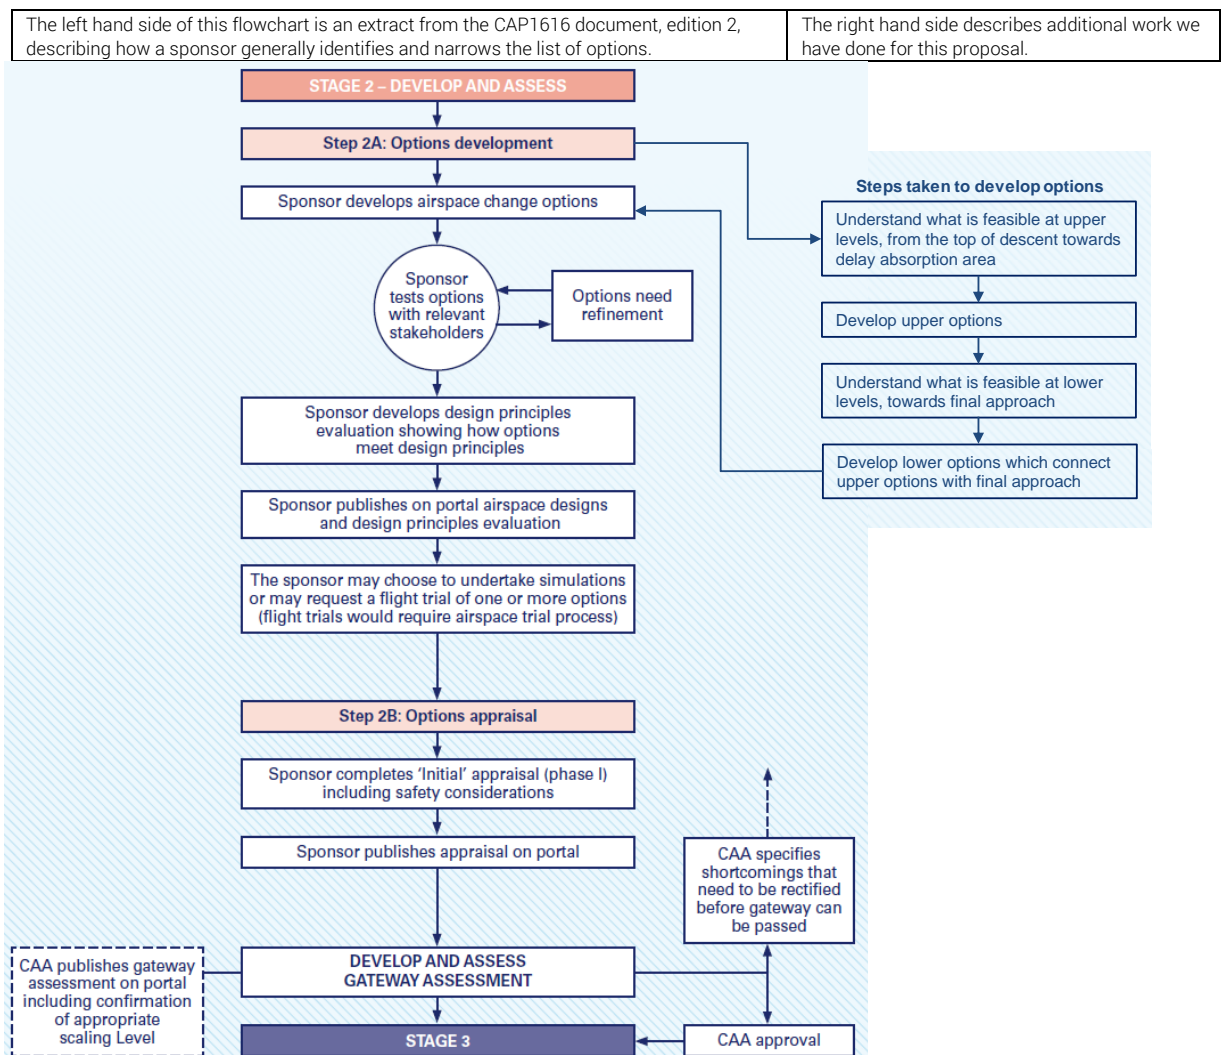 The left hand side of this flowchart is an extract from the CAP1616 document, edition 2,
describing how a sponsor generally identifies and narrows the list of options.
The right hand side describes additional work we
have done for this proposal.
STAGE 2 – DEVELOP AND ASSESS
Step 2A: Options development
Sponsor develops airspace change options
Sponsor
tests options
with relevant
stakeholders
Options need
refinement
Steps taken to develop options
Understand what is feasible at upper
levels, from the top of descent towards
delay absorption area
Develop upper options
Understand what is feasible at lower
levels, towards final approach
Develop lower options which connect
upper options with final approach
Sponsor develops design principles
evaluation showing how options
meet design principles
Sponsor publishes on portal airspace designs
and design principles evaluation
The sponsor may choose to undertake simulations
or may request a flight trial of one or more options
(flight trials would require airspace trial process)
Step 2B: Options appraisal
Sponsor completes ‘Initial’ appraisal (phase I)
including safety considerations
Sponsor publishes appraisal on portal
CAA specifies
shortcomings that
need to be rectified
before gateway can
be passed
CAA publishes gateway
assessment on portal
including confirmation
of appropriate
scaling Level
DEVELOP AND ASSESS
GATEWAY ASSESSMENT
STAGE 3
CAA approval